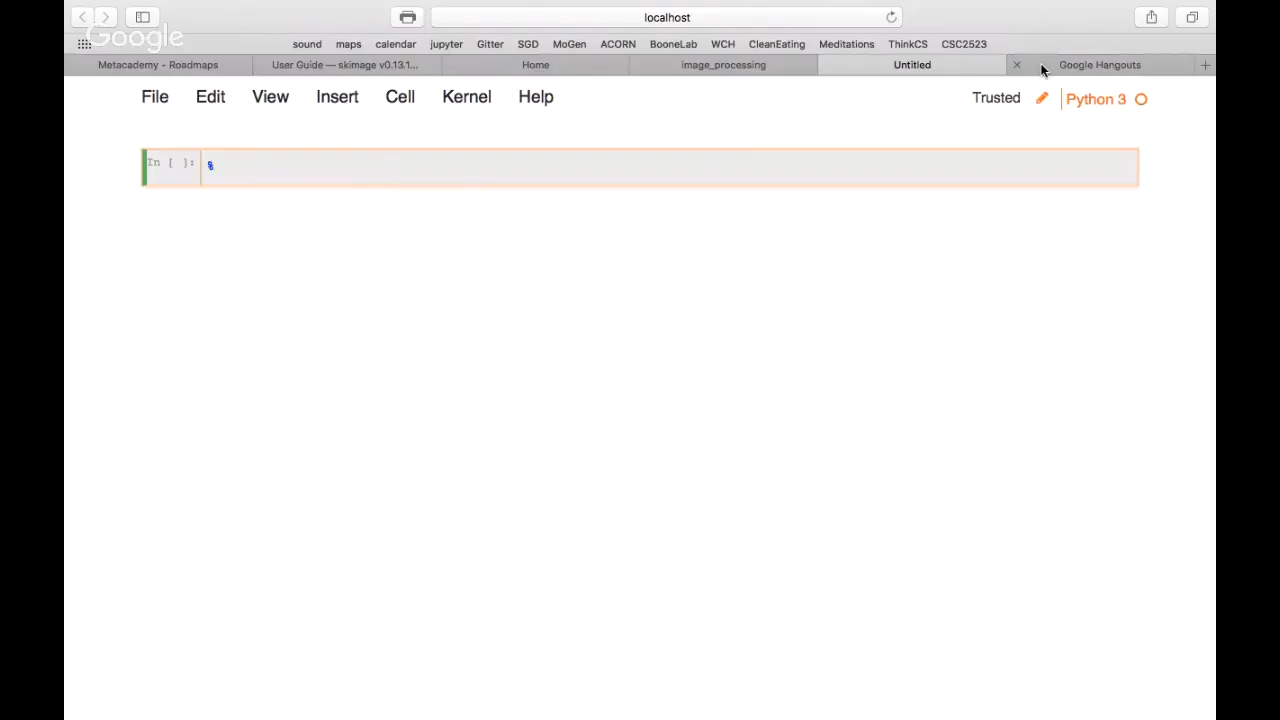 localhost
Google
sound maps calendar jupyter Gitter SGD MoGen ACORN BooneLab WCH CleanEating Meditations ThinkCS CSC2523
Metacademy - Roadmaps User Guide — skimage v0.13.1... Home image_processing Untitled Google Hangouts
File Edit View Insert Cell Kernel Help Trusted Python 3
In [ ]: %